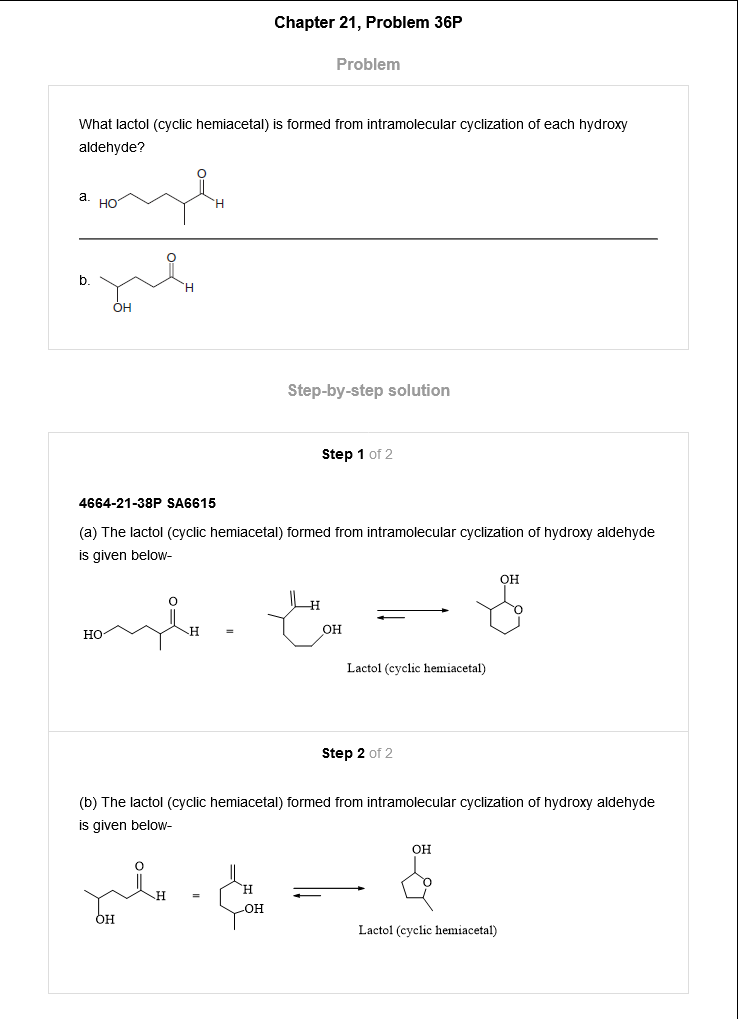 Chapter 21, Problem 36P
Problem
What lactol (cyclic hemiacetal) is formed from intramolecular cyclization of each hydroxy
aldehyde?
O
a. HO H
O
b. H
OH
Step-by-step solution
Step 1 of 2
4664-21-38P SA6615
(a) The lactol (cyclic hemiacetal) formed from intramolecular cyclization of hydroxy aldehyde
is given below-
OH
O H O
HO H = OH
Lactol (cyclic hemiacetal)
Step 2 of 2
(b) The lactol (cyclic hemiacetal) formed from intramolecular cyclization of hydroxy aldehyde
is given below-
OH
O
H = H O
OH OH
Lactol (cyclic hemiacetal)